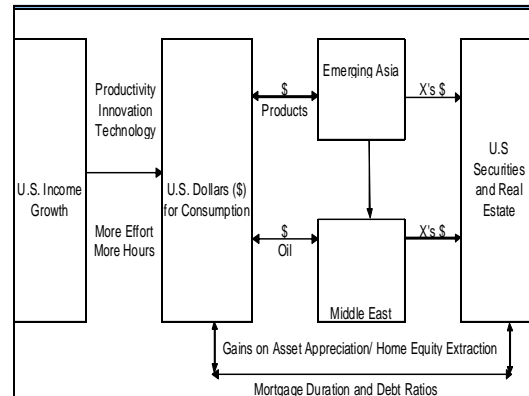 U.S. Income
Growth
Productivity
Innovation
Technology
More Effort
More Hours
U.S. Dollars ($)
for Consumption
$
Products
$
Oil
Emerging Asia
Middle East
X's $
X's $
U.S
Securities
and Real
Estate
Gains on Asset Appreciation/ Home Equity Extraction
Mortgage Duration and Debt Ratios